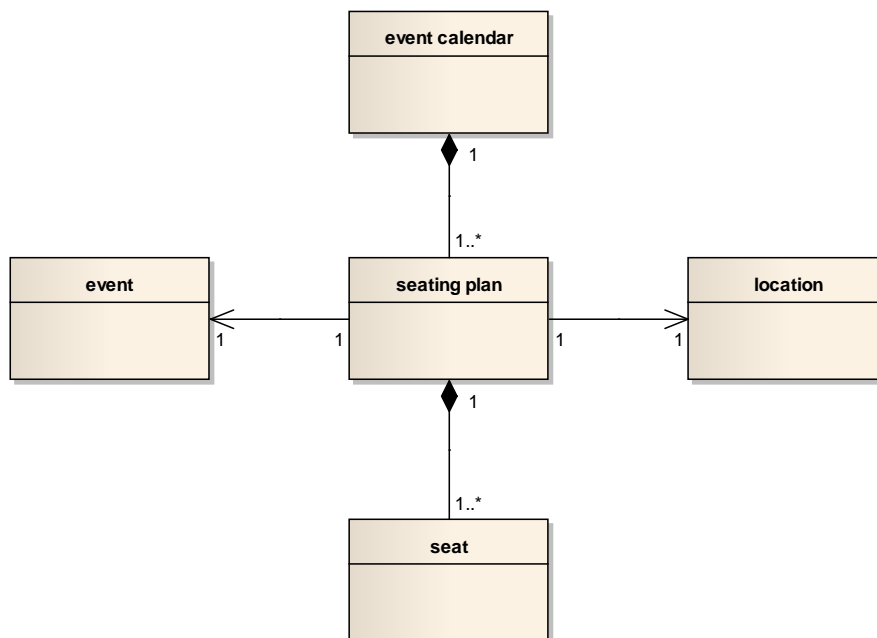 event calendar
1
1..*
event
seating plan
location
1
1
1
1
1
1..*
seat